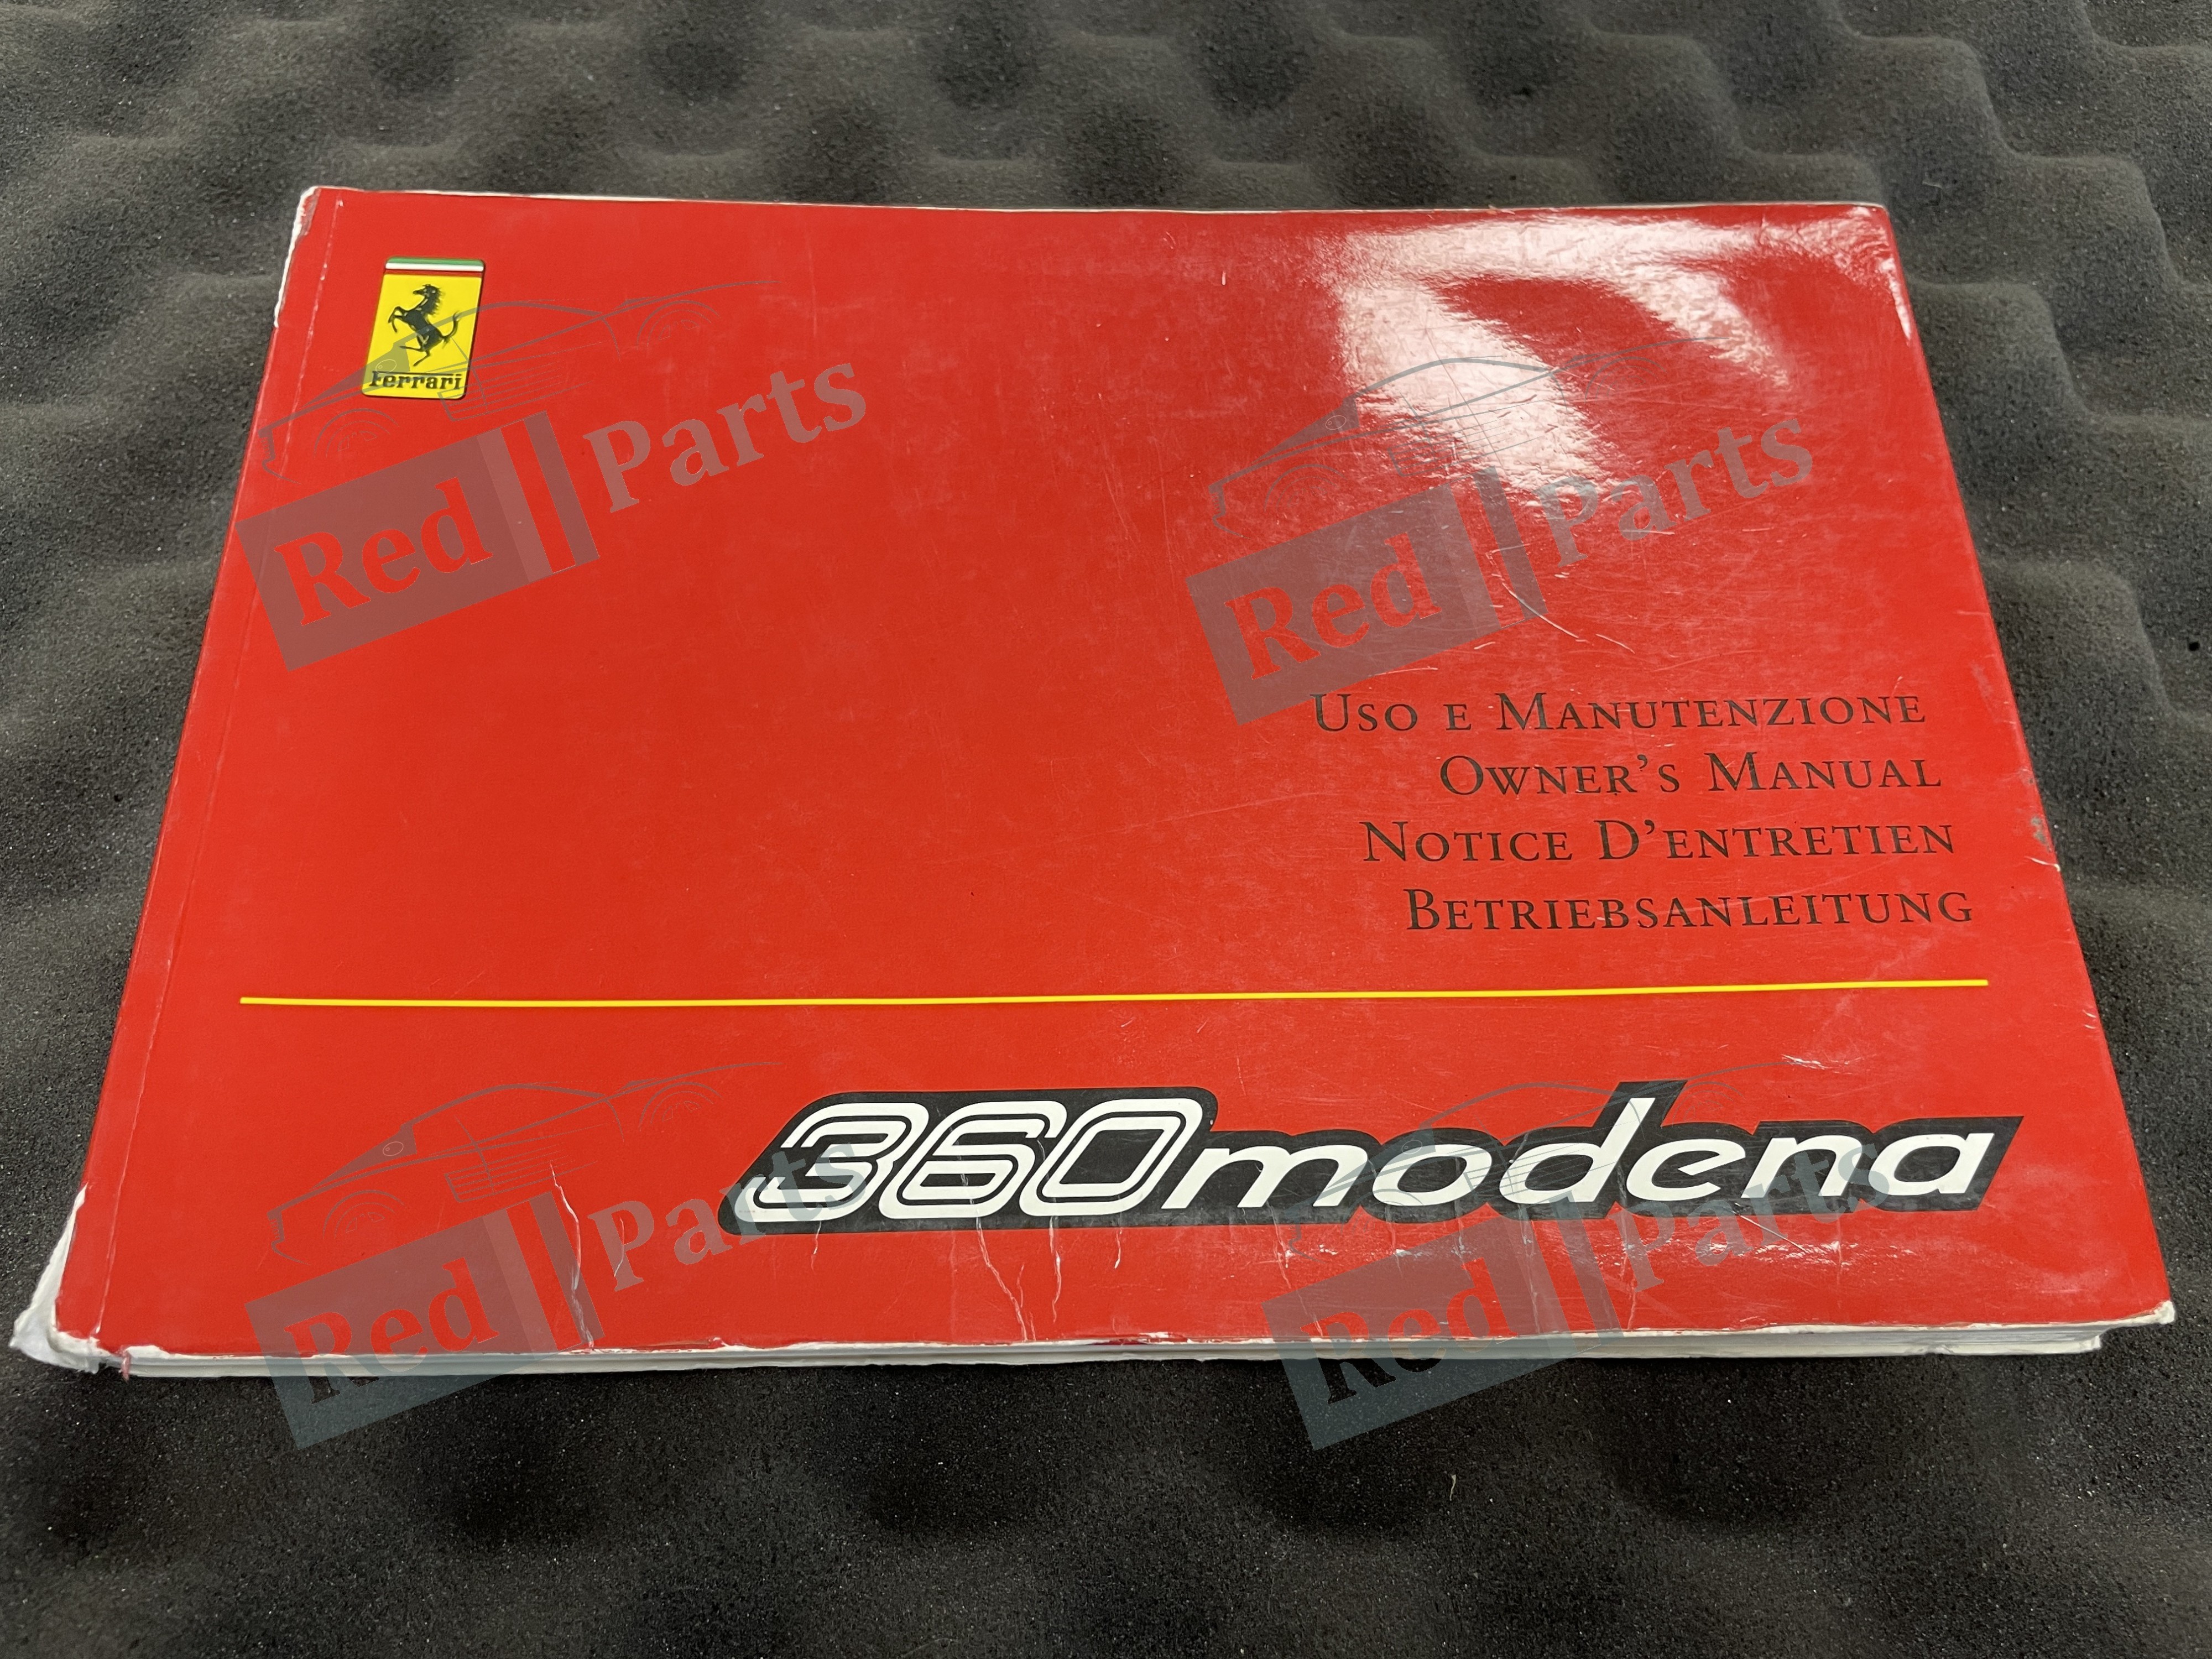 Ferrari
Red Parts
Red Parts
Uso e Manutenzione
Owner's Manual
Notice D'entretien
Betriebsanleitung
360modena
Red Parts
Red Parts